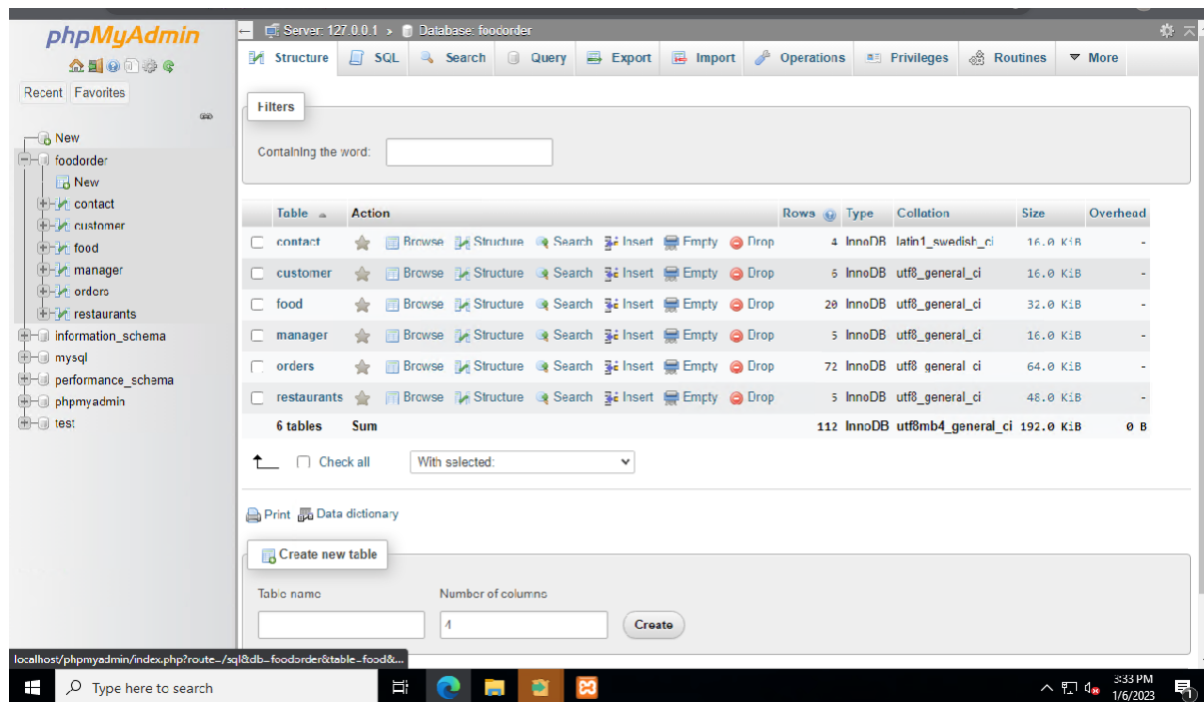 phpMyAdmin
Recent Favorites
New
foodorder
New
contact
customer
food
manager
orders
restaurants
information_schema
mysql
performance_schema
phpmyadmin
test
Server: 127.0.0.1 » Database: foodorder
Structure SQL Search Query Export Import Operations Privileges Routines More
Filters
Containing the word:
Table Action Rows Type Collation Size Overhead
contact Browse Structure Search Insert Empty Drop 4 InnoDB latin1_swedish_ci 16.0 KiB -
customer Browse Structure Search Insert Empty Drop 6 InnoDB utf8_general_ci 16.0 KiB -
food Browse Structure Search Insert Empty Drop 20 InnoDB utf8_general_ci 32.0 KiB -
manager Browse Structure Search Insert Empty Drop 5 InnoDB utf8_general_ci 16.0 KiB -
orders Browse Structure Search Insert Empty Drop 72 InnoDB utf8_general_ci 64.0 KiB -
restaurants Browse Structure Search Insert Empty Drop 5 InnoDB utf8_general_ci 48.0 KiB -
6 tables Sum 112 InnoDB utf8mb4_general_ci 192.0 KiB 0 B
Check all With selected:
Print Data dictionary
Create new table
Table name Number of columns
4 Create
localhost/phpmyadmin/index.php?route=/sql&db=foodorder&table=food&...
Type here to search
3:33 PM
1/6/2023
1